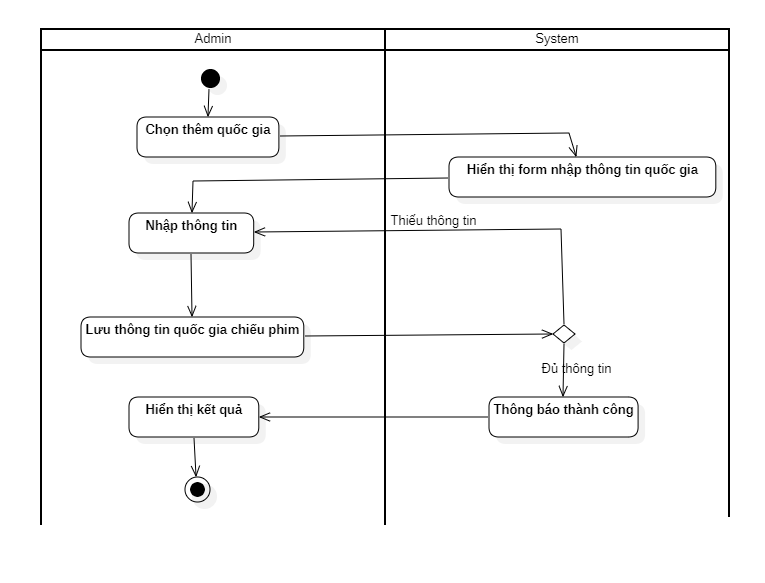 Admin
System
Chọn thêm quốc gia
Hiển thị form nhập thông tin quốc gia
Nhập thông tin
Thiếu thông tin
Lưu thông tin quốc gia chiếu phim
Đủ thông tin
Hiển thị kết quả
Thông báo thành công